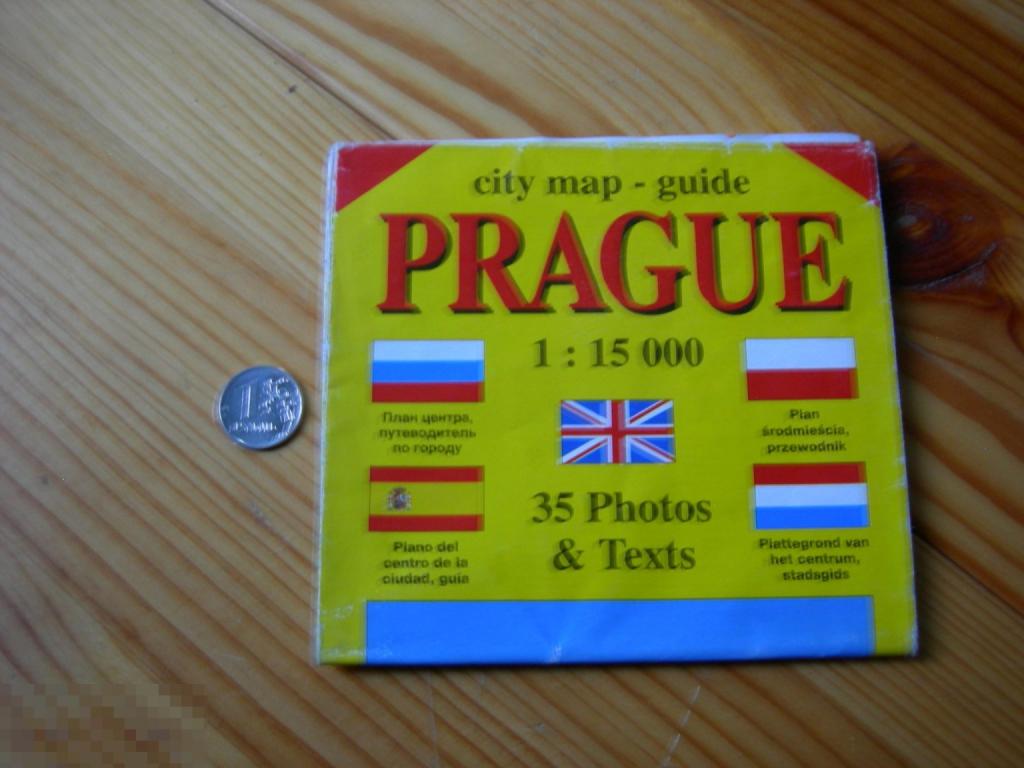 city map - guide
PRAGUE
1 : 15 000
План центра,
путеводитель
по городу
Plan
śródmieścia,
przewodnik
35 Photos
& Texts
Plano del
centro de la
ciudad, guía
Plattegrond van
het centrum,
stadsgids
1